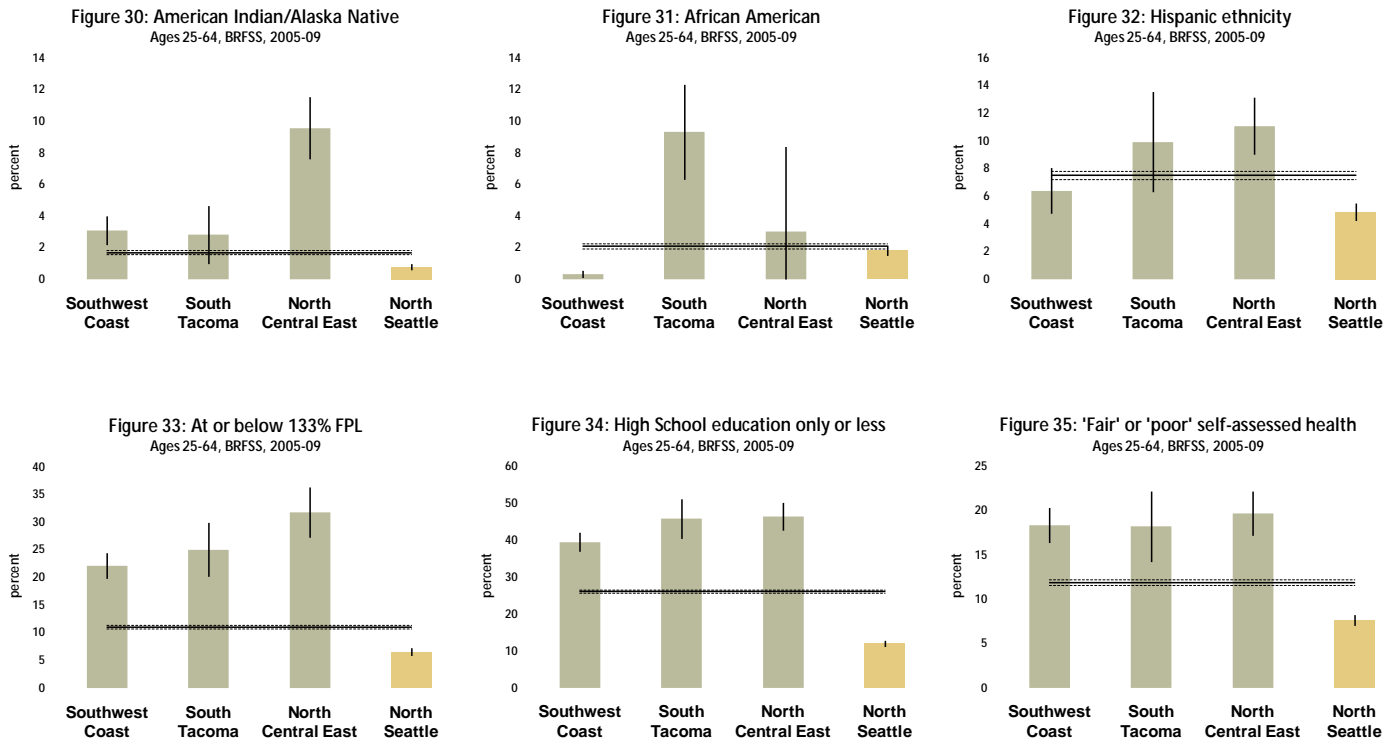 Figure 30: American Indian/Alaska Native
Ages 25-64, BRFSS, 2005-09
14
12
10
8
6
4
2
0
percent
Southwest Coast
South Tacoma
North Central East
North Seattle
Figure 31: African American
Ages 25-64, BRFSS, 2005-09
14
12
10
8
6
4
2
0
percent
Southwest Coast
South Tacoma
North Central East
North Seattle
Figure 32: Hispanic ethnicity
Ages 25-64, BRFSS, 2005-09
16
14
12
10
8
6
4
2
0
percent
Southwest Coast
South Tacoma
North Central East
North Seattle
Figure 33: At or below 133% FPL
Ages 25-64, BRFSS, 2005-09
40
35
30
25
20
15
10
5
0
percent
Southwest Coast
South Tacoma
North Central East
North Seattle
Figure 34: High School education only or less
Ages 25-64, BRFSS, 2005-09
60
50
40
30
20
10
0
percent
Southwest Coast
South Tacoma
North Central East
North Seattle
Figure 35: 'Fair' or 'poor' self-assessed health
Ages 25-64, BRFSS, 2005-09
25
20
15
10
5
0
percent
Southwest Coast
South Tacoma
North Central East
North Seattle